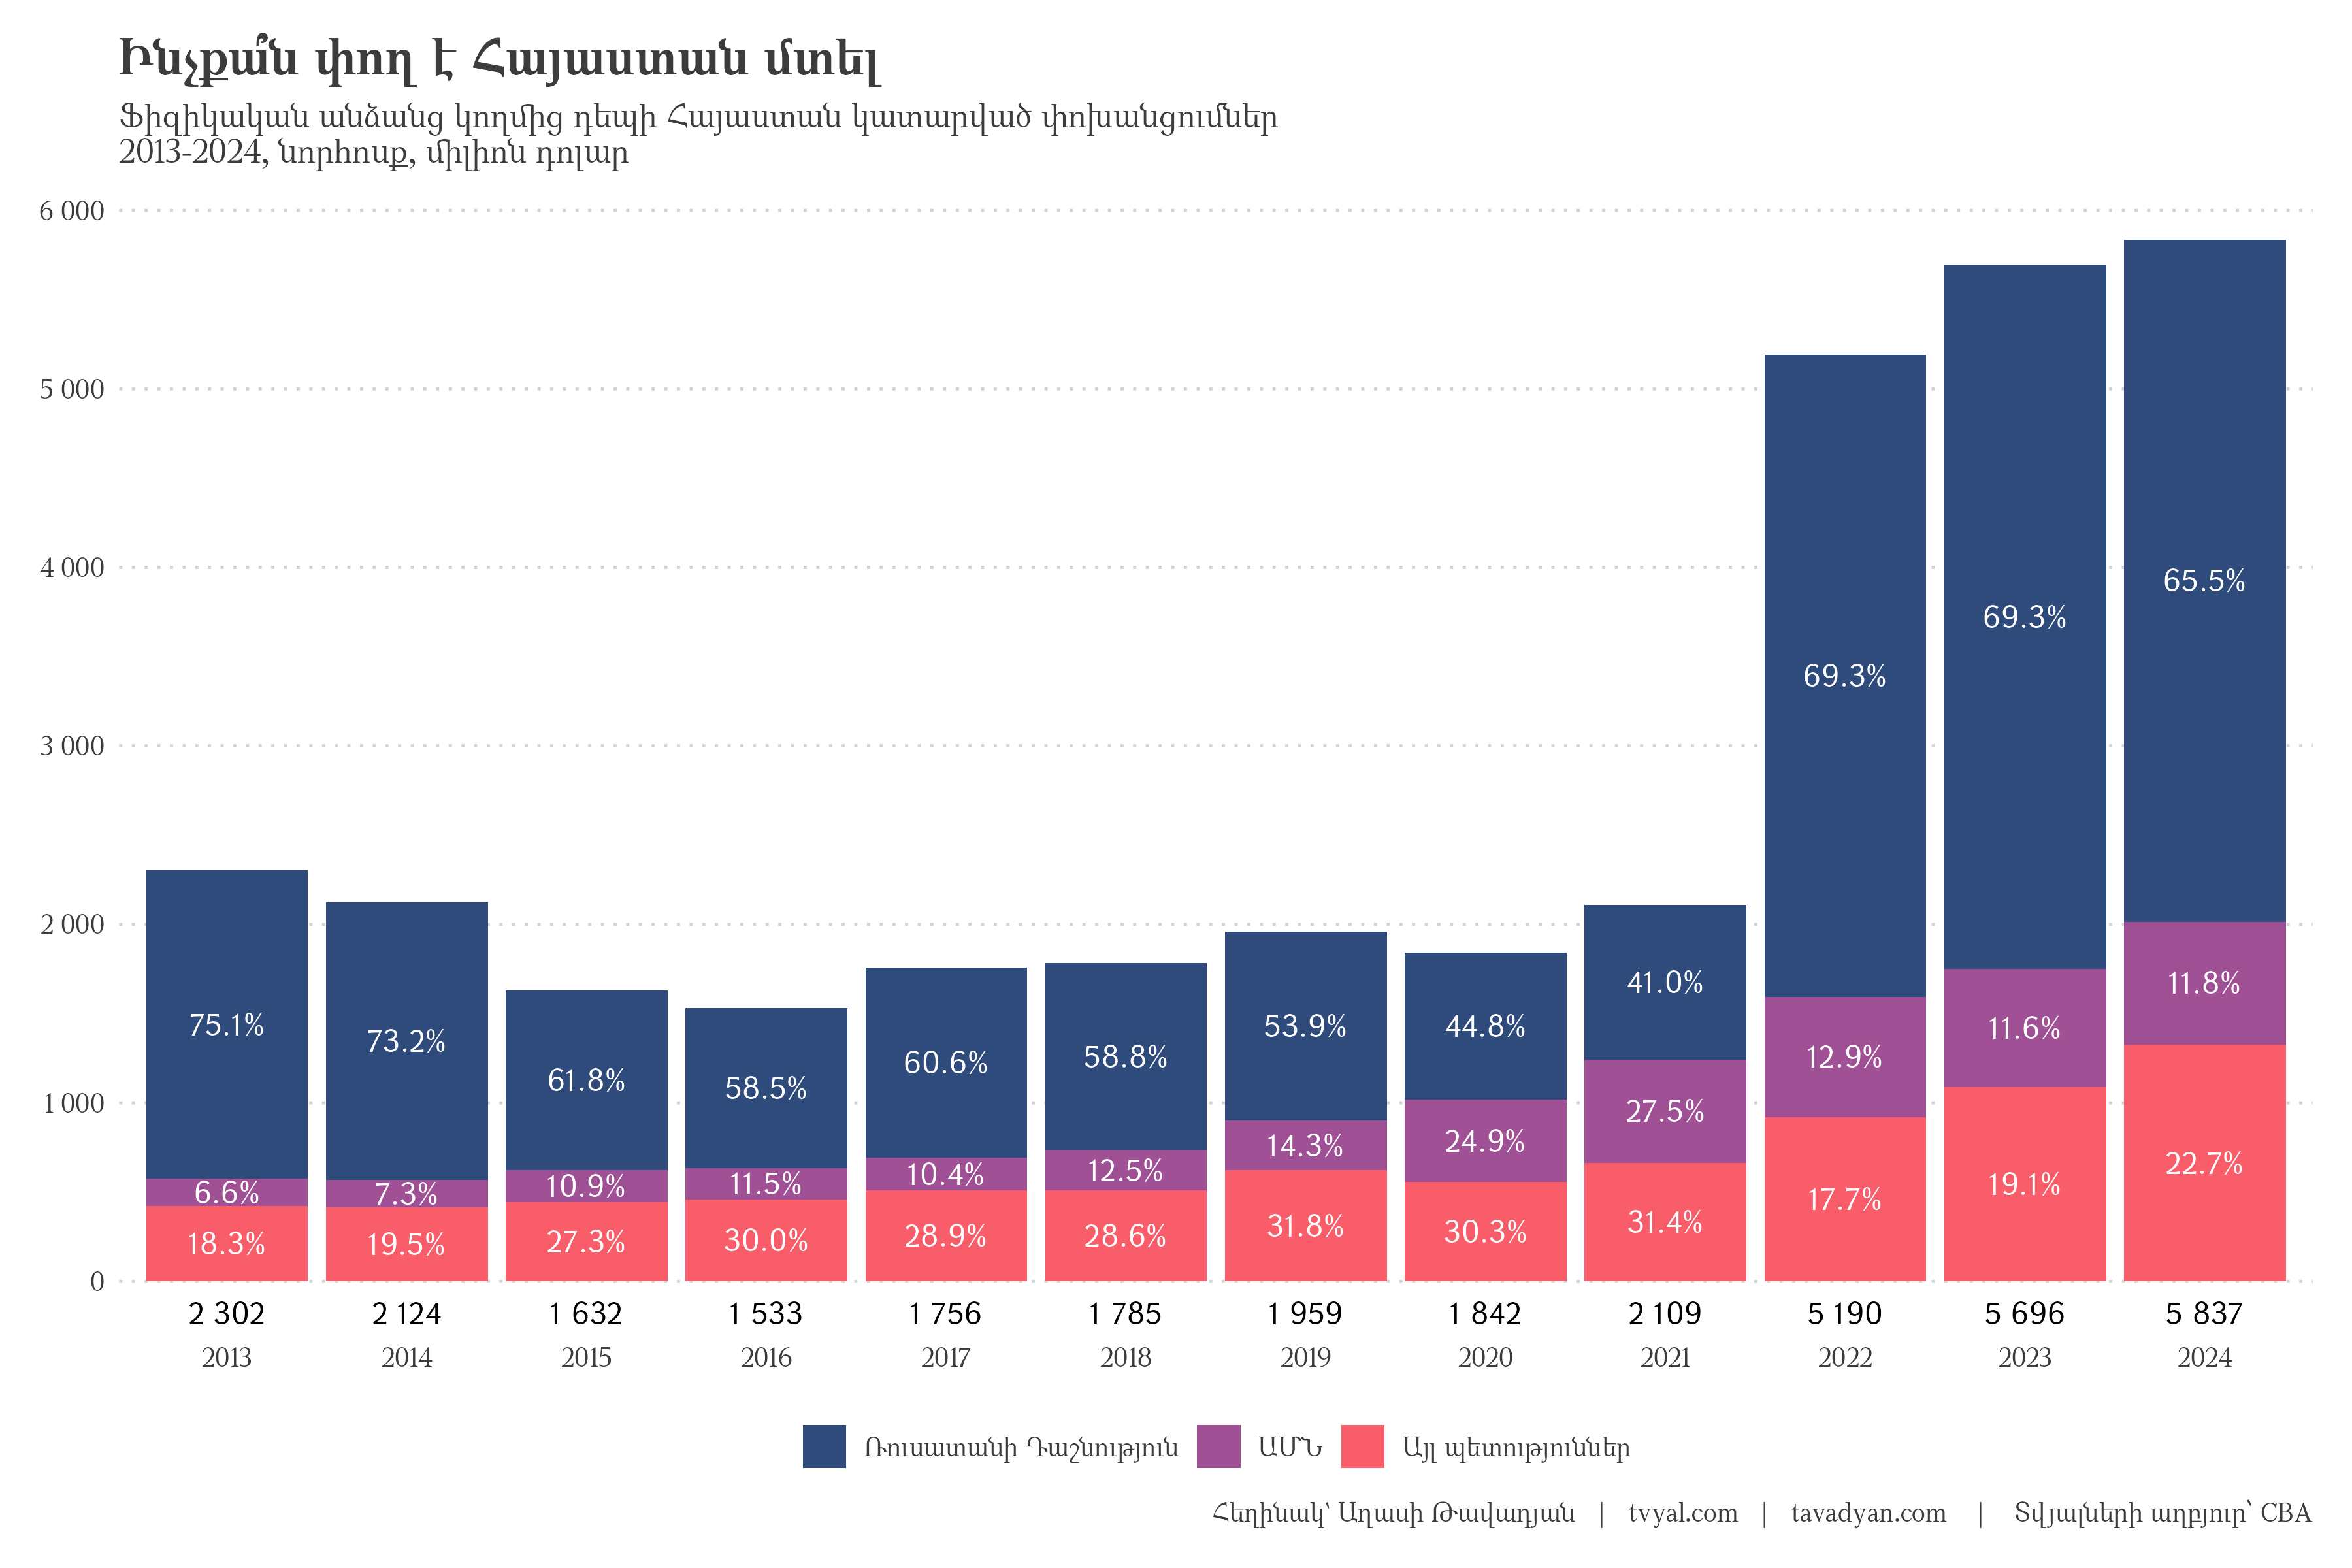 Ինչքա՞ն փող է Հայաստան մտել
Ֆիզիկական անձանց կողմից դեպի Հայաստան կատարված փոխանցումներ
2013-2024, նորհոսք, միլիոն դոլար
6 000
5 000
4 000
3 000
2 000
1 000
0
75.1% 73.2% 61.8% 58.5% 60.6% 58.8% 53.9% 44.8% 41.0% 69.3% 69.3% 65.5%
6.6% 7.3% 10.9% 11.5% 10.4% 12.5% 14.3% 24.9% 27.5% 12.9% 11.6% 11.8%
18.3% 19.5% 27.3% 30.0% 28.9% 28.6% 31.8% 30.3% 31.4% 17.7% 19.1% 22.7%
2 302 2 124 1 632 1 533 1 756 1 785 1 959 1 842 2 109 5 190 5 696 5 837
2013 2014 2015 2016 2017 2018 2019 2020 2021 2022 2023 2024
Ռուսատանի Դաշնություն ԱՄՆ Այլ պետություններ
Հեղինակ՝ Աղասի Թավադյան | tvyal.com | tavadyan.com | Տվյալների աղբյուր՝ CBA